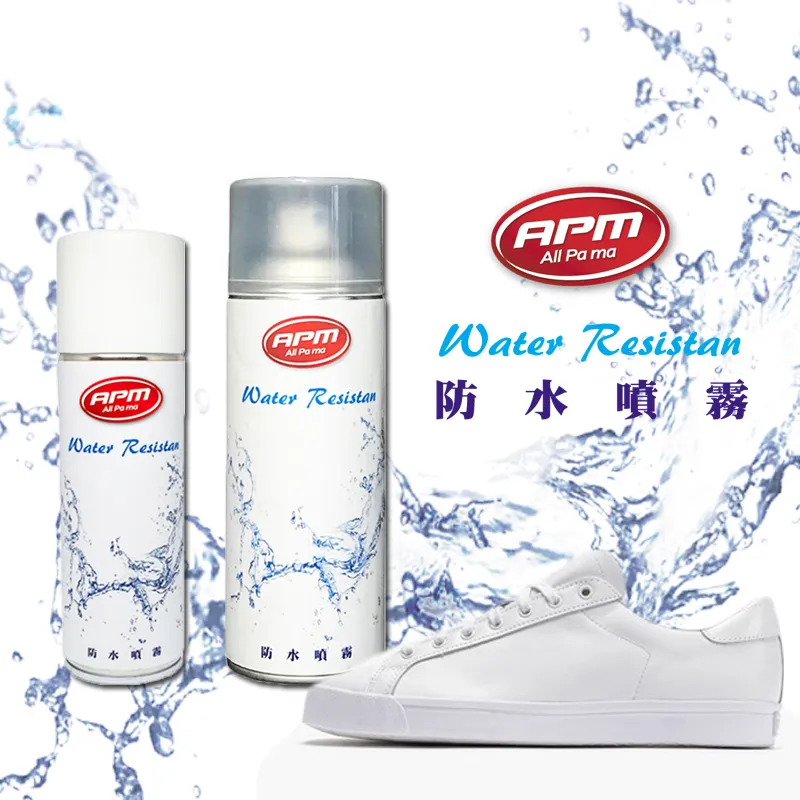 APM
All Pa ma
Water Resistan
防水噴霧
APM
All Pa ma
Water Resistan
防水噴霧
APM
All Pa ma
Water Resistan
防水噴霧